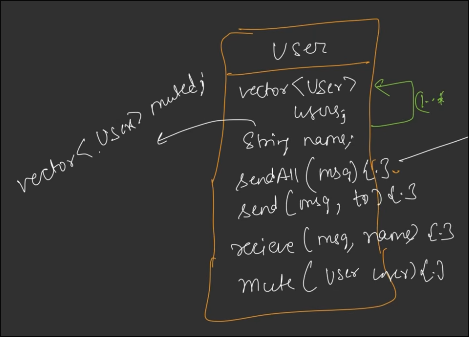 User
vector<User>
users;
String name;
sendAll(msg){.}
send(msg, to){.}
recieve(msg, name){.}
mute(User user){.}
vector<User> muted;
1..*